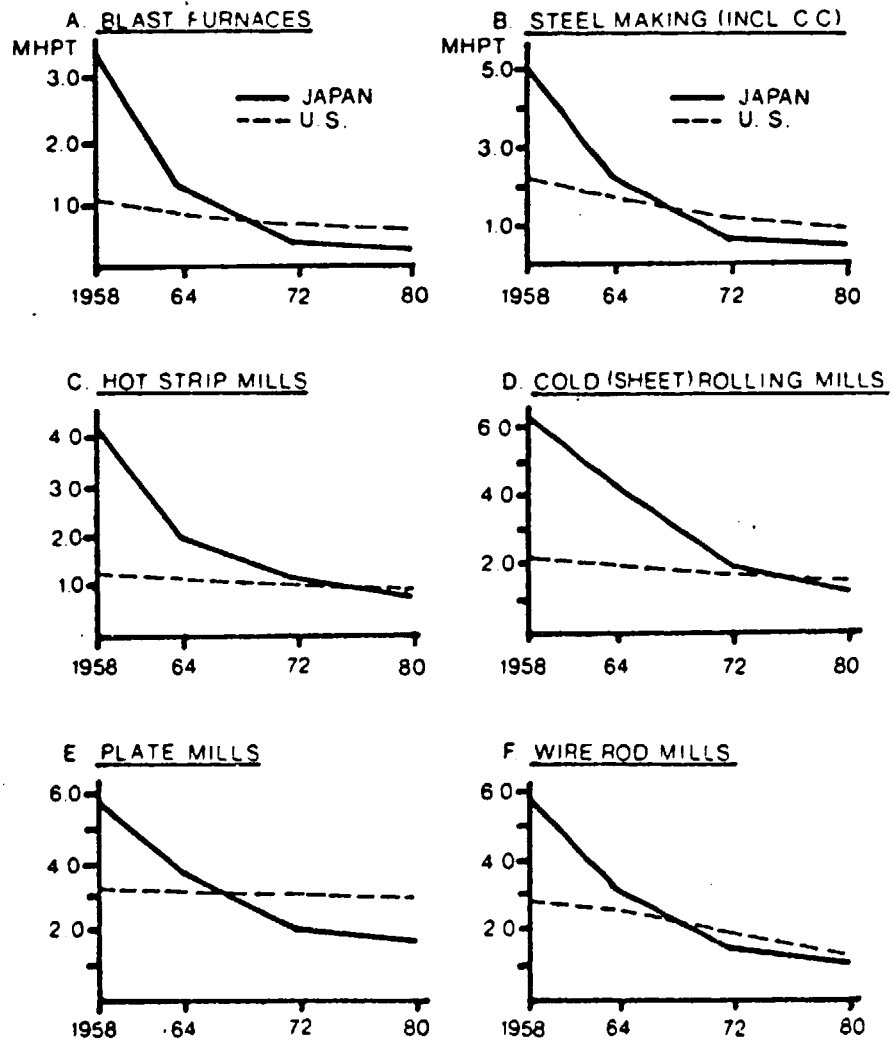 A. BLAST FURNACES
MHPT
3.0
2.0
1.0
JAPAN
U.S.
1958 64 72 80
B. STEEL MAKING (INCL C C)
MHPT
5.0
3.0
1.0
JAPAN
U.S.
1958 64 72 80
C. HOT STRIP MILLS
4 0
3 0
2.0
1.0
1958 64 72 80
D. COLD (SHEET) ROLLING MILLS
6 0
4 0
2 0
1958 64 72 80
E PLATE MILLS
6.0
4 0
2.0
1958 64 72 80
F. WIRE ROD MILLS
6 0
4 0
2 0
1958 64 72 80